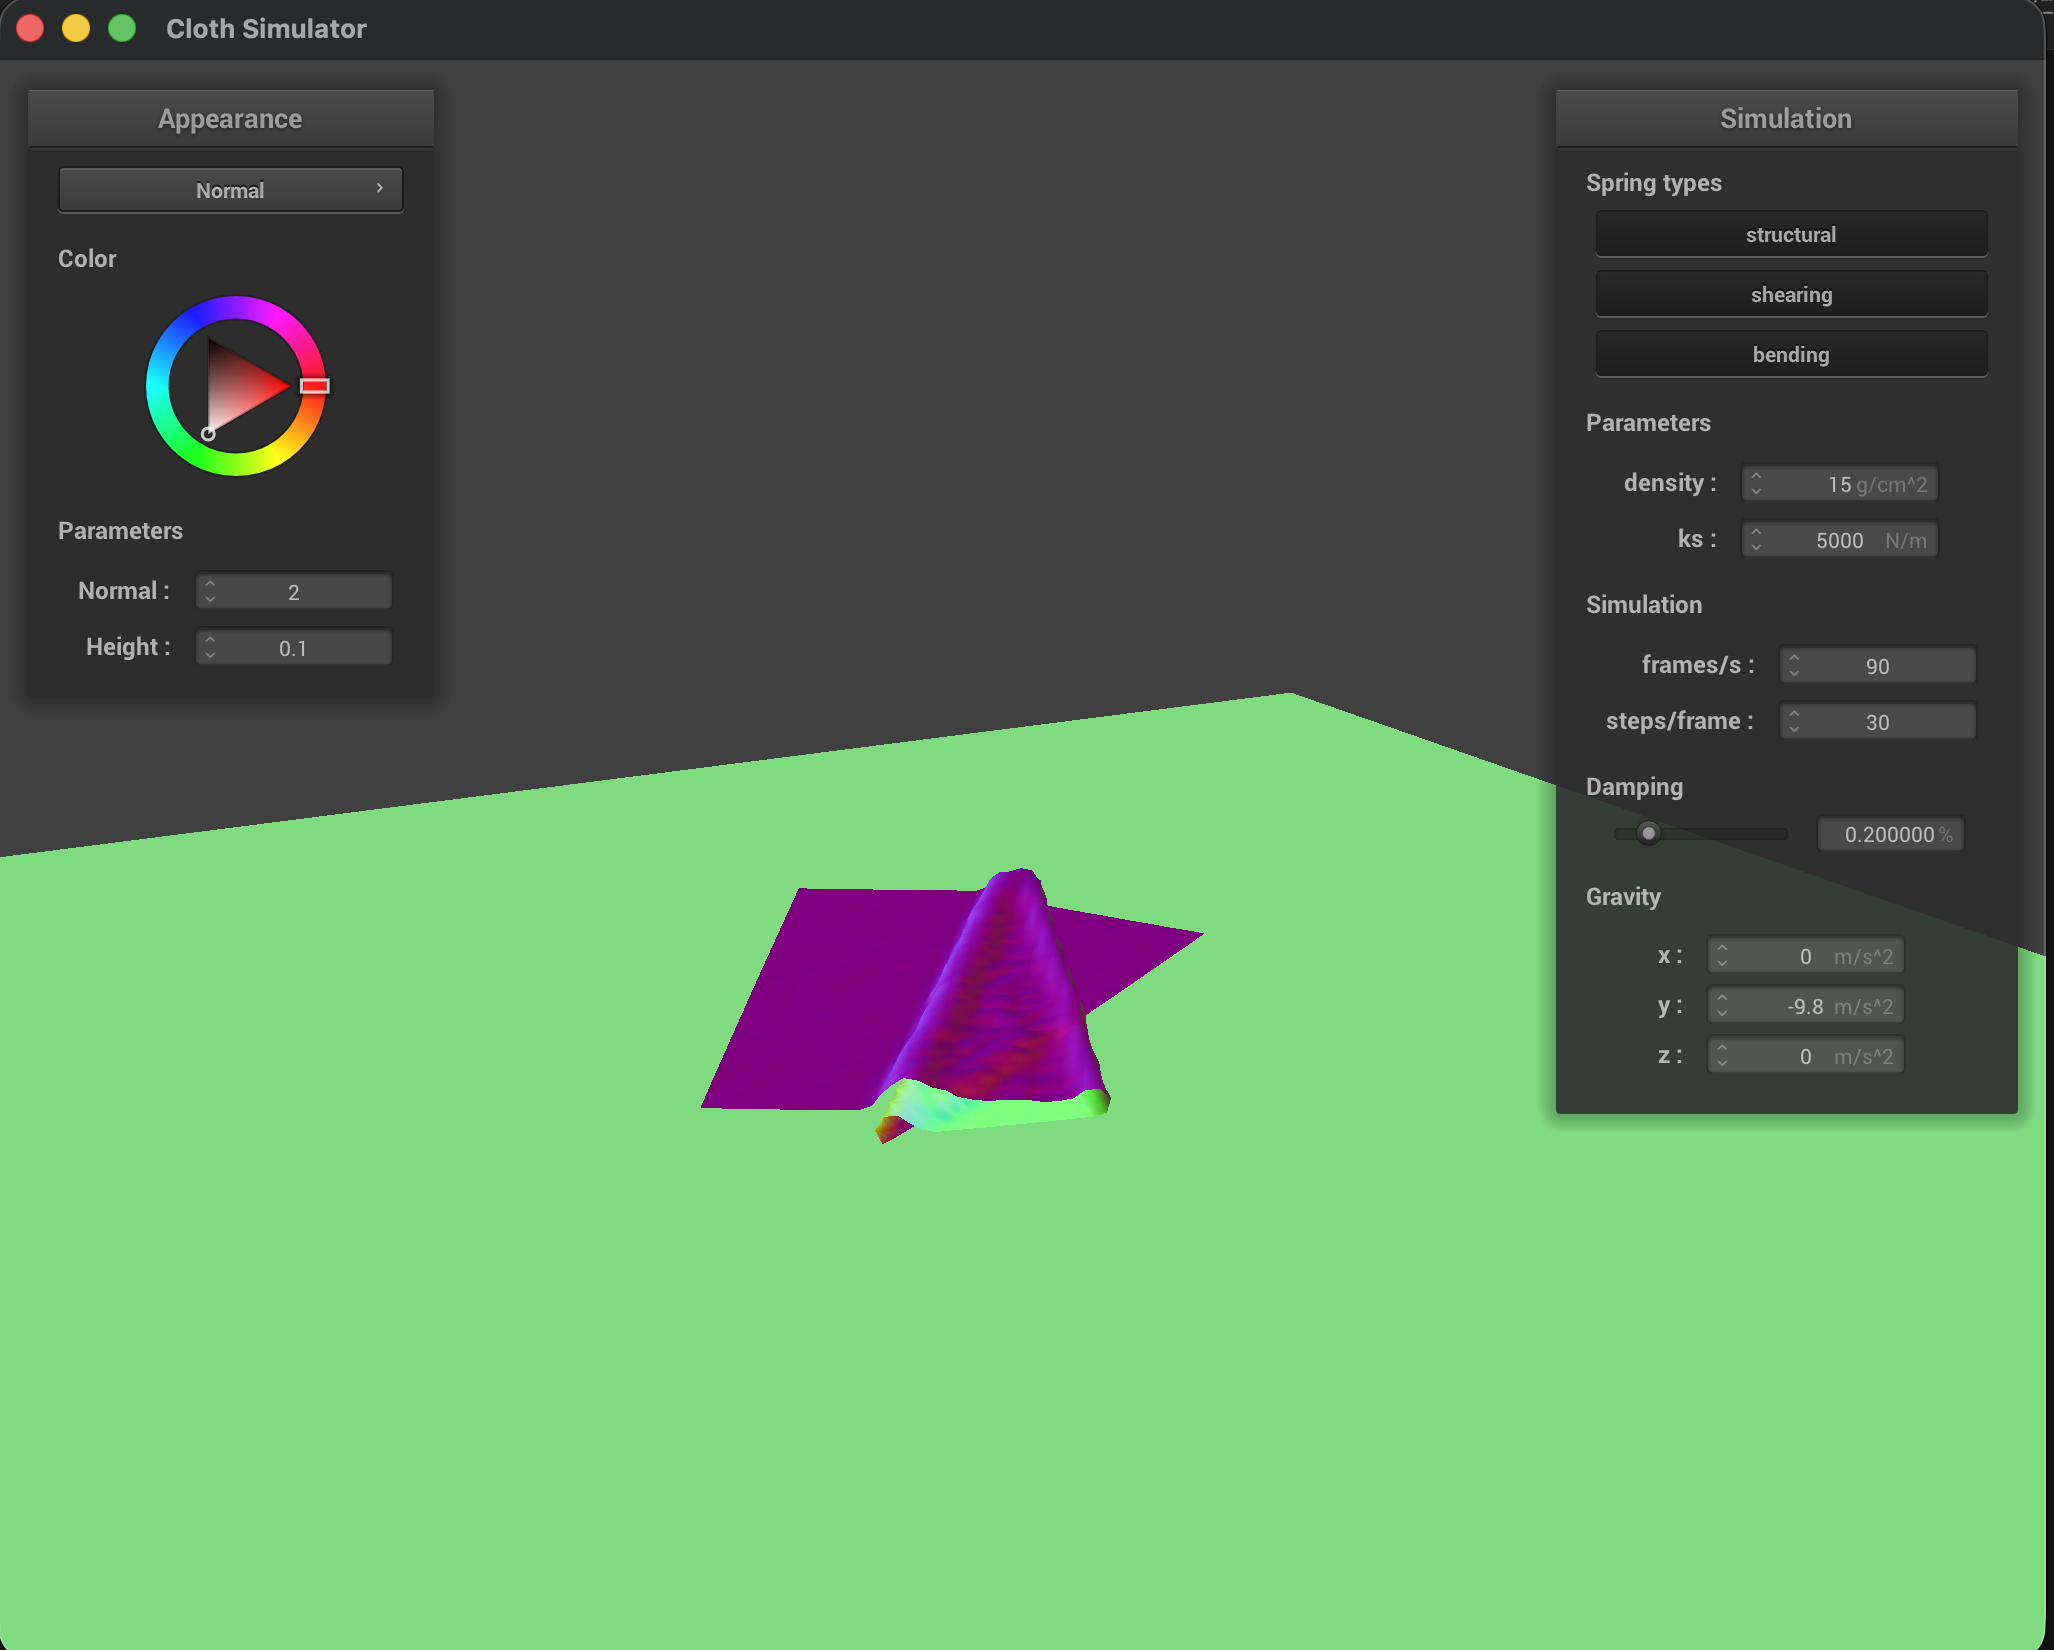 Cloth Simulator
Appearance
Normal
Color
Parameters
Normal : 2
Height : 0.1
Simulation
Spring types
structural
shearing
bending
Parameters
density : 15 g/cm^2
ks : 5000 N/m
Simulation
frames/s : 90
steps/frame : 30
Damping
0.200000 %
Gravity
x : 0 m/s^2
y : -9.8 m/s^2
z : 0 m/s^2